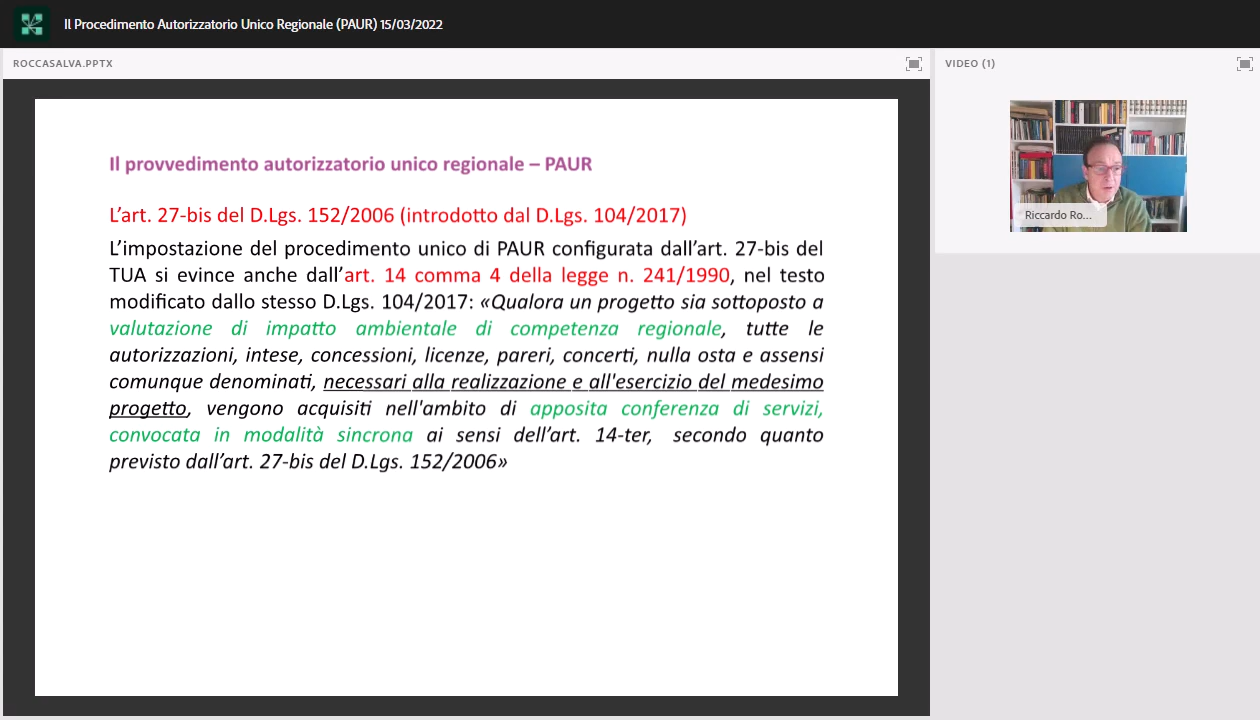 Il Procedimento Autorizzatorio Unico Regionale (PAUR) 15/03/2022
ROCCASALVA.PPTX
VIDEO (1)
Il provvedimento autorizzatorio unico regionale – PAUR
L’art. 27-bis del D.Lgs. 152/2006 (introdotto dal D.Lgs. 104/2017)
L’impostazione del procedimento unico di PAUR configurata dall’art. 27-bis del
TUA si evince anche dall’art. 14 comma 4 della legge n. 241/1990, nel testo
modificato dallo stesso D.Lgs. 104/2017: «Qualora un progetto sia sottoposto a
valutazione di impatto ambientale di competenza regionale, tutte le
autorizzazioni, intese, concessioni, licenze, pareri, concerti, nulla osta e assensi
comunque denominati, necessari alla realizzazione e all'esercizio del medesimo
progetto, vengono acquisiti nell'ambito di apposita conferenza di servizi,
convocata in modalità sincrona ai sensi dell’art. 14-ter, secondo quanto
previsto dall’art. 27-bis del D.Lgs. 152/2006»
Riccardo Ro...